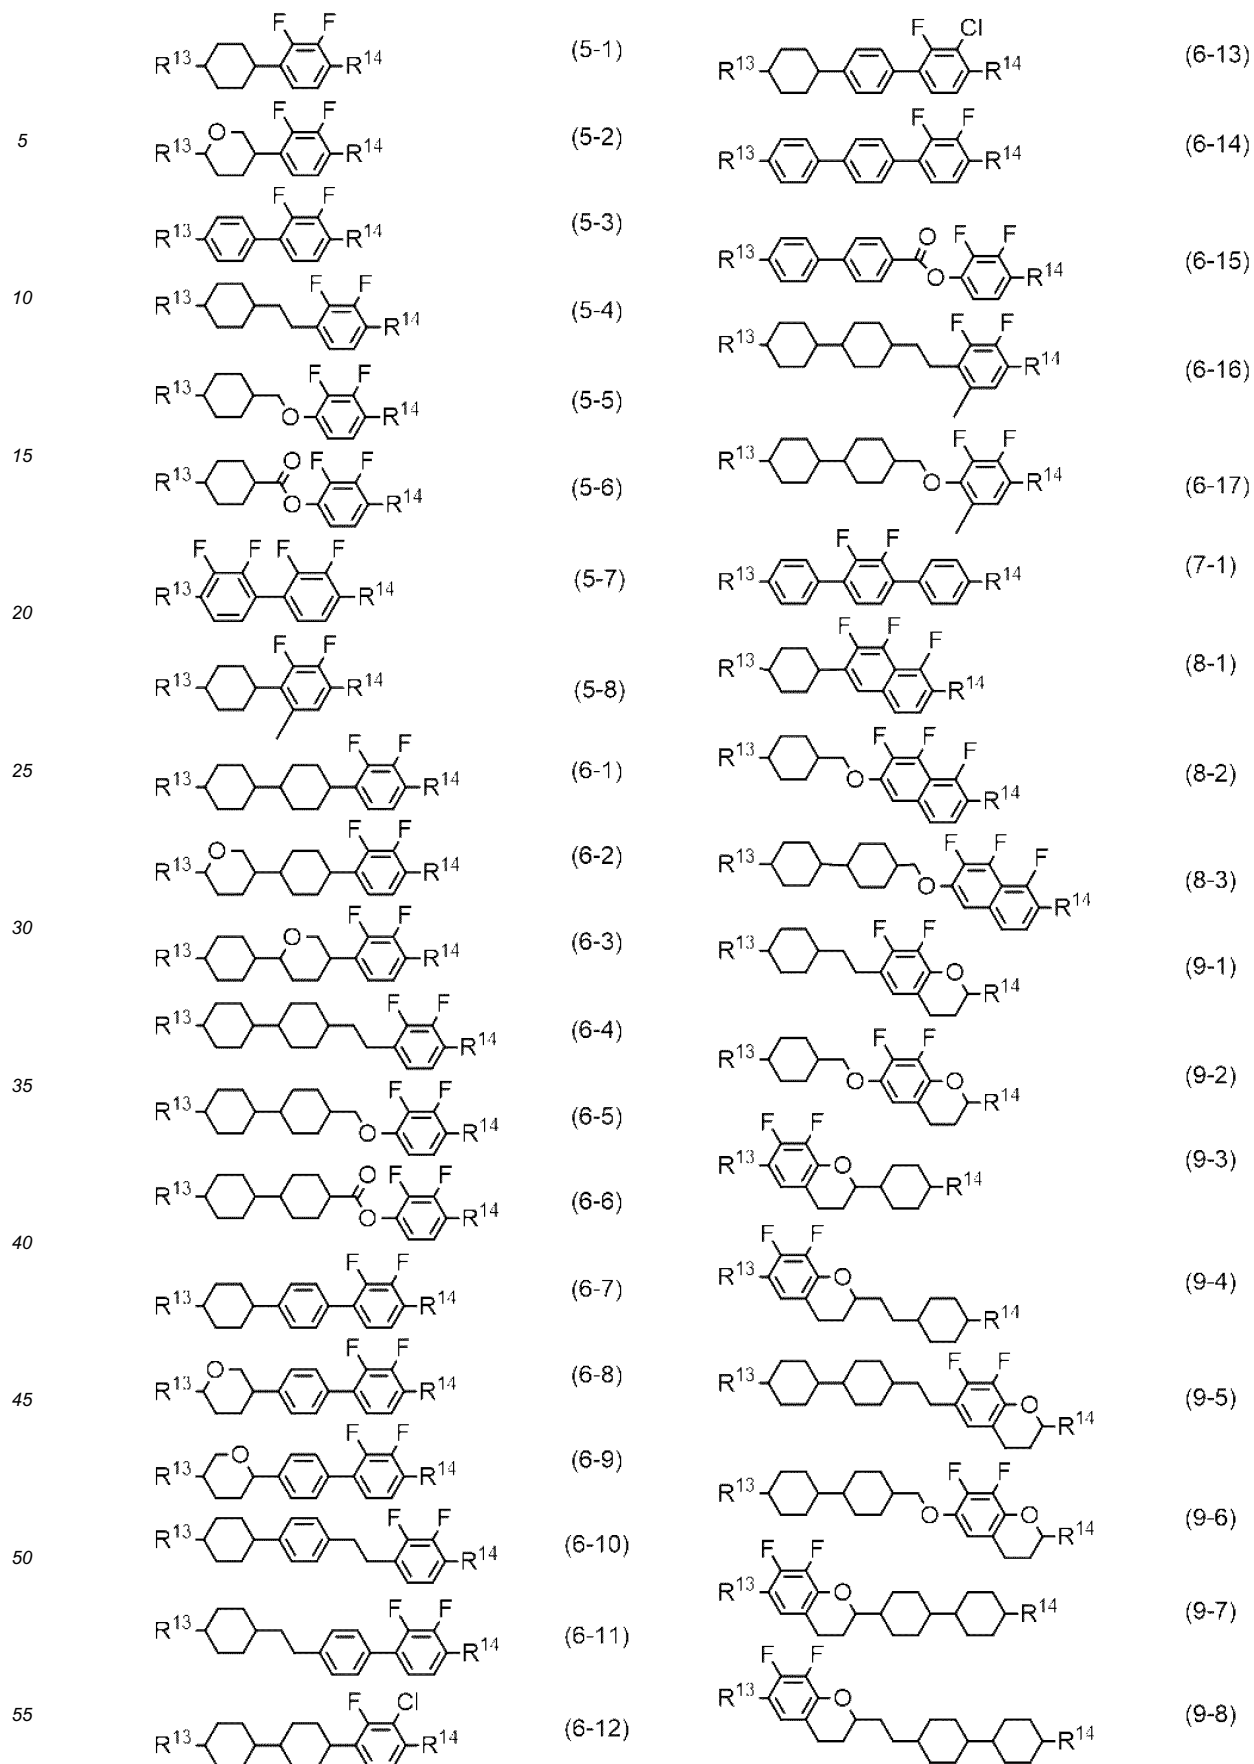 F F
R¹³ R¹⁴ (5-1)
5
F F
O
R¹³ R¹⁴ (5-2)
F F
R¹³ R¹⁴ (5-3)
10
R¹³ F F
R¹⁴ (5-4)
R¹³ F F
O R¹⁴ (5-5)
15
R¹³ O F F
O R¹⁴ (5-6)
F F F F
R¹³ R¹⁴ (5-7)
20
F F
R¹³ R¹⁴ (5-8)
25
F F
R¹³ R¹⁴ (6-1)
F F
O
R¹³ R¹⁴ (6-2)
30
F F
O
R¹³ R¹⁴ (6-3)
R¹³ F F
R¹⁴ (6-4)
35
R¹³ F F
O R¹⁴ (6-5)
R¹³ O F F
O R¹⁴ (6-6)
40
F F
R¹³ R¹⁴ (6-7)
F F
O
R¹³ R¹⁴ (6-8)
45
F F
O
R¹³ R¹⁴ (6-9)
R¹³ F F
R¹⁴ (6-10)
50
R¹³ F F
R¹⁴ (6-11)
55
F Cl
R¹³ R¹⁴ (6-12)
F Cl
R¹³ R¹⁴ (6-13)
F F
R¹³ R¹⁴ (6-14)
O F F
R¹³ O R¹⁴ (6-15)
R¹³ F F
R¹⁴ (6-16)
R¹³ F F
O R¹⁴ (6-17)
F F
R¹³ R¹⁴ (7-1)
F F F
R¹³ R¹⁴ (8-1)
R¹³ F F F
O R¹⁴ (8-2)
R¹³ F F F
O R¹⁴ (8-3)
R¹³ F F
O R¹⁴ (9-1)
R¹³ F F
O O R¹⁴ (9-2)
F F
R¹³ O R¹⁴ (9-3)
F F
R¹³ O
R¹⁴ (9-4)
R¹³ F F
O R¹⁴ (9-5)
R¹³ F F
O O R¹⁴ (9-6)
F F
R¹³ O R¹⁴ (9-7)
F F
R¹³ O
R¹⁴ (9-8)